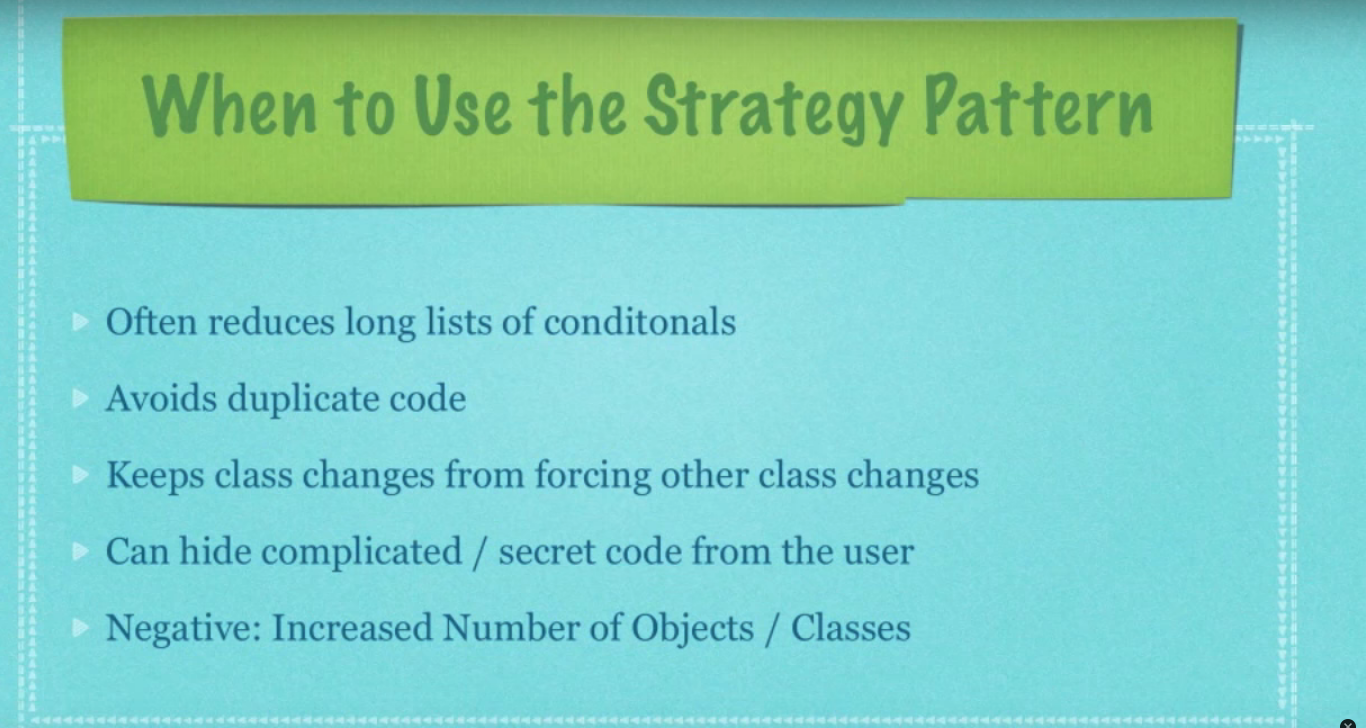 When to Use the Strategy Pattern
Often reduces long lists of conditonals
Avoids duplicate code
Keeps class changes from forcing other class changes
Can hide complicated / secret code from the user
Negative: Increased Number of Objects / Classes